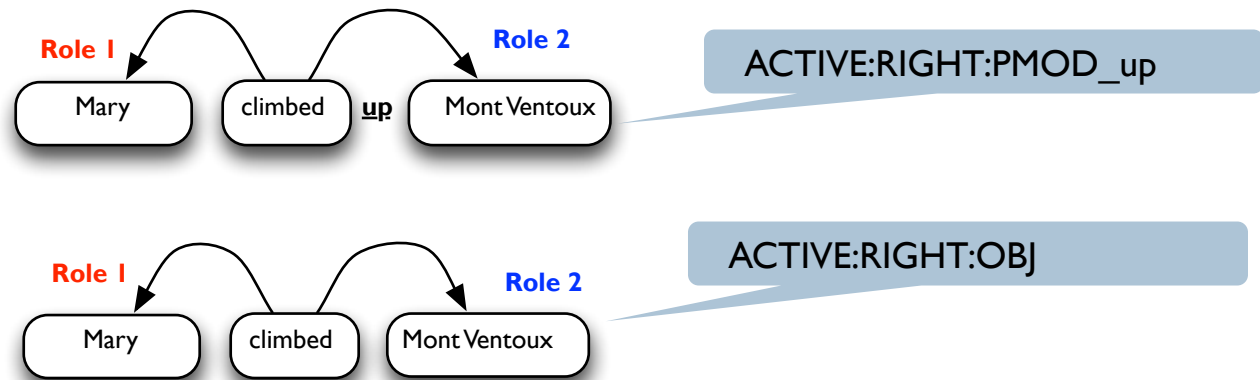 Role 1 Role 2
ACTIVE:RIGHT:PMOD_up
Mary climbed up Mont Ventoux
Role 1 Role 2
ACTIVE:RIGHT:OBJ
Mary climbed Mont Ventoux